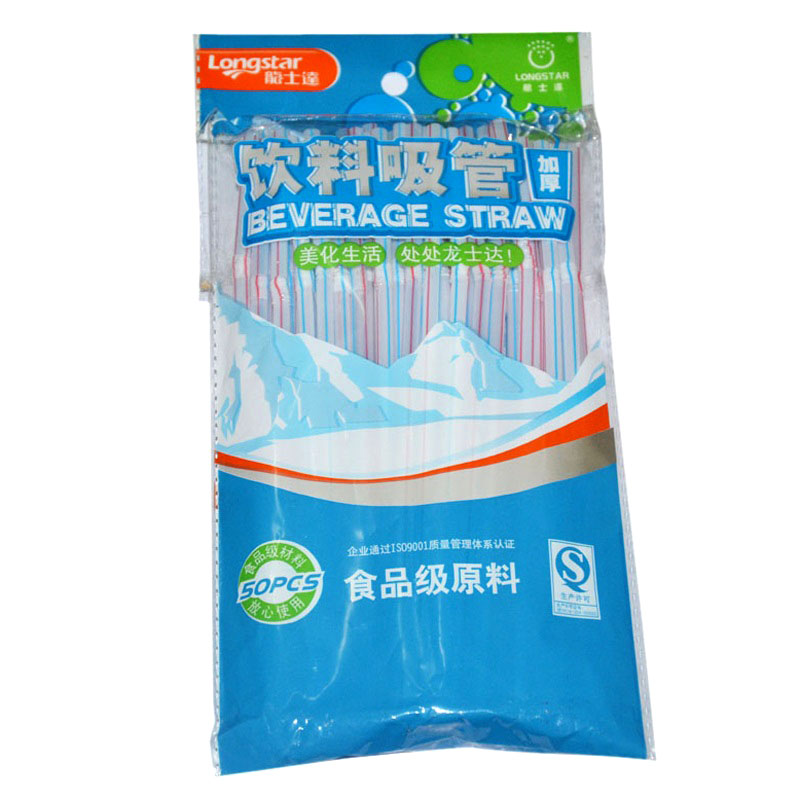 Longstar
龍士達
®
LONGSTAR
龍士達
饮料吸管
加厚
BEVERAGE STRAW
美化生活 处处龙士达!
企业通过ISO9001质量管理体系认证
食品级原料
食品级材料
50PCS
放心使用
S
生产许可